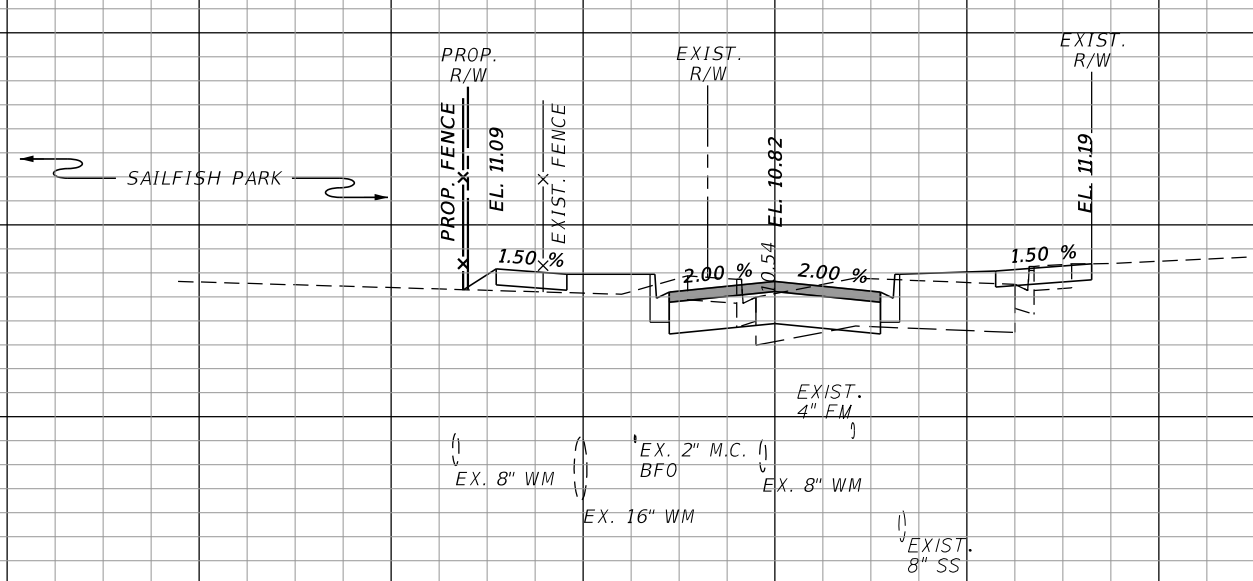 PROP.
R/W
EXIST.
R/W
EXIST.
R/W
PROP. FENCE
EL. 11.09
EXIST. FENCE
EL. 10.82
EL. 11.19
SAILFISH PARK
1.50 %
2.00 %
2.00 %
1.50 %
EXIST.
4" FM
EX. 8" WM
EX. 2" M.C.
BFO
EX. 8" WM
EX. 16" WM
EXIST.
8" SS